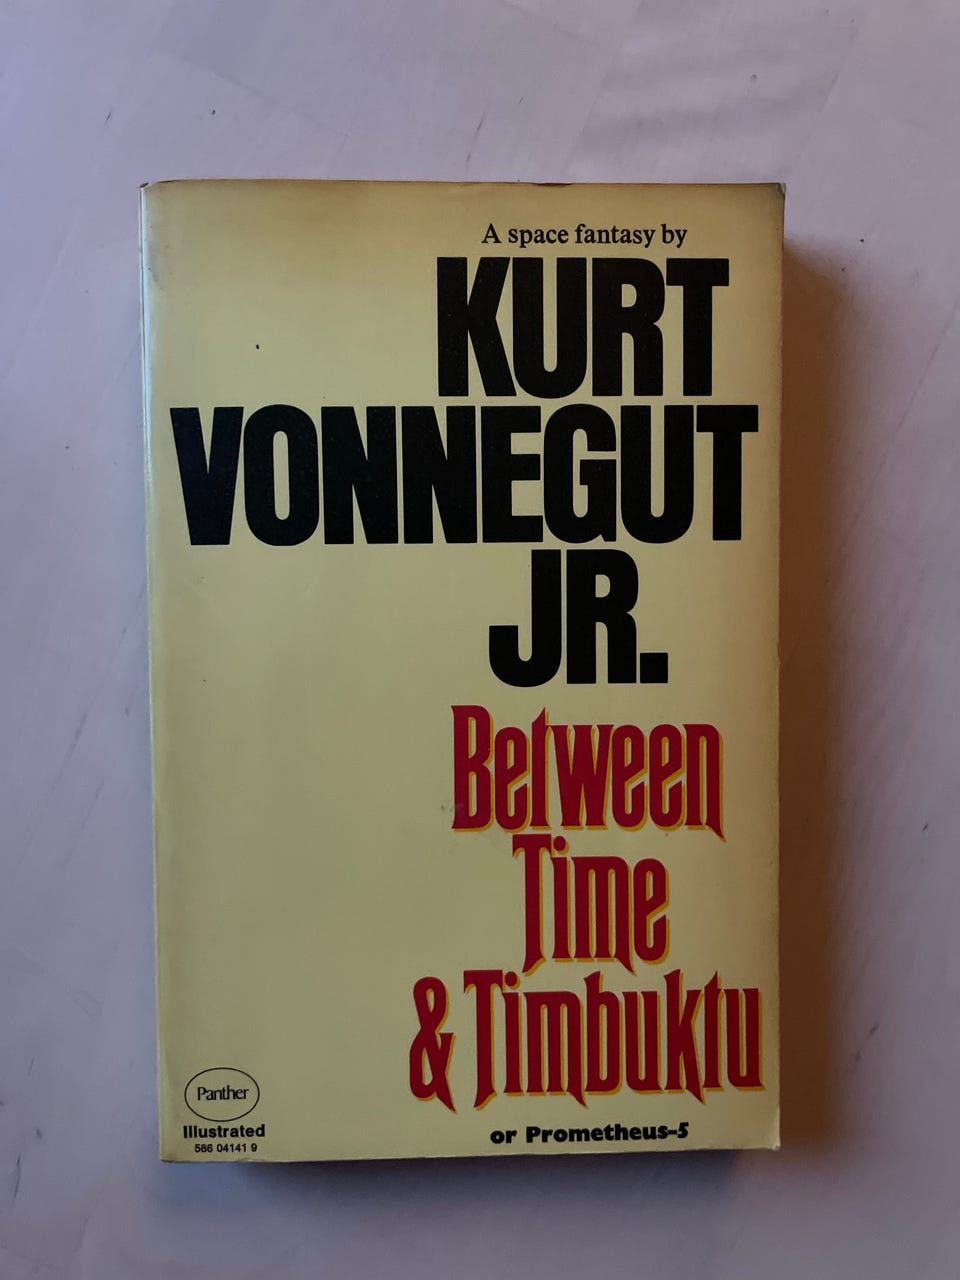 A space fantasy by
KURT
VONNEGUT
JR.
Between
Time
& Timbuktu
or Prometheus-5
Panther
Illustrated
586 04141 9